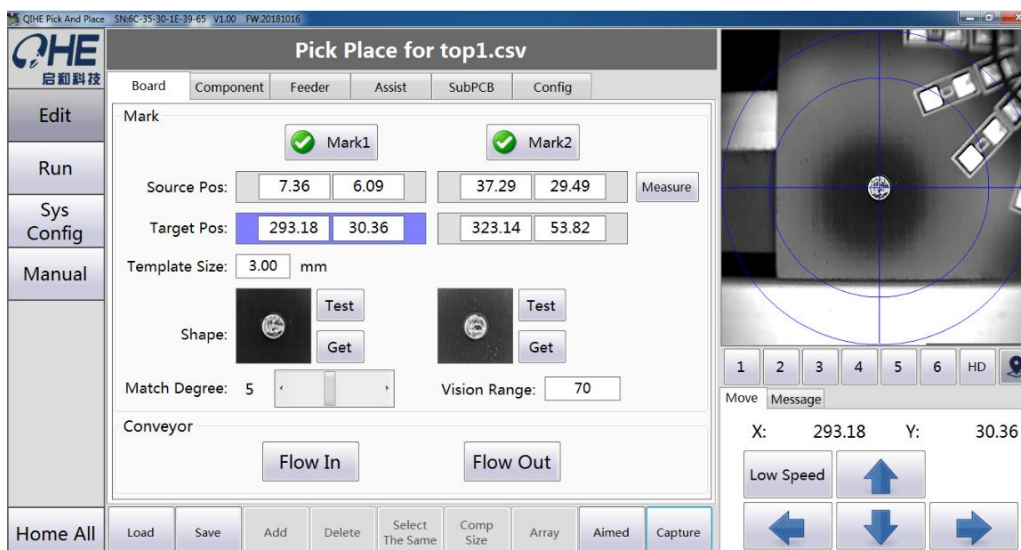 QIHE Pick And Place SN:6C-35-30-1E-39-65 V1.00 FW:20181016
QHE
启和科技
Pick Place for top1.csv
Board Component Feeder Assist SubPCB Config
Edit
Run
Sys
Config
Manual
Home All
Mark
Mark1 Mark2
Source Pos: 7.36 6.09 37.29 29.49 Measure
Target Pos: 293.18 30.36 323.14 53.82
Template Size: 3.00 mm
Shape: Test Get Test Get
Match Degree: 5 Vision Range: 70
Conveyor
Flow In Flow Out
Load Save Add Delete Select The Same Comp Size Array Aimed Capture
1 2 3 4 5 6 HD
Move Message
X: 293.18 Y: 30.36
Low Speed